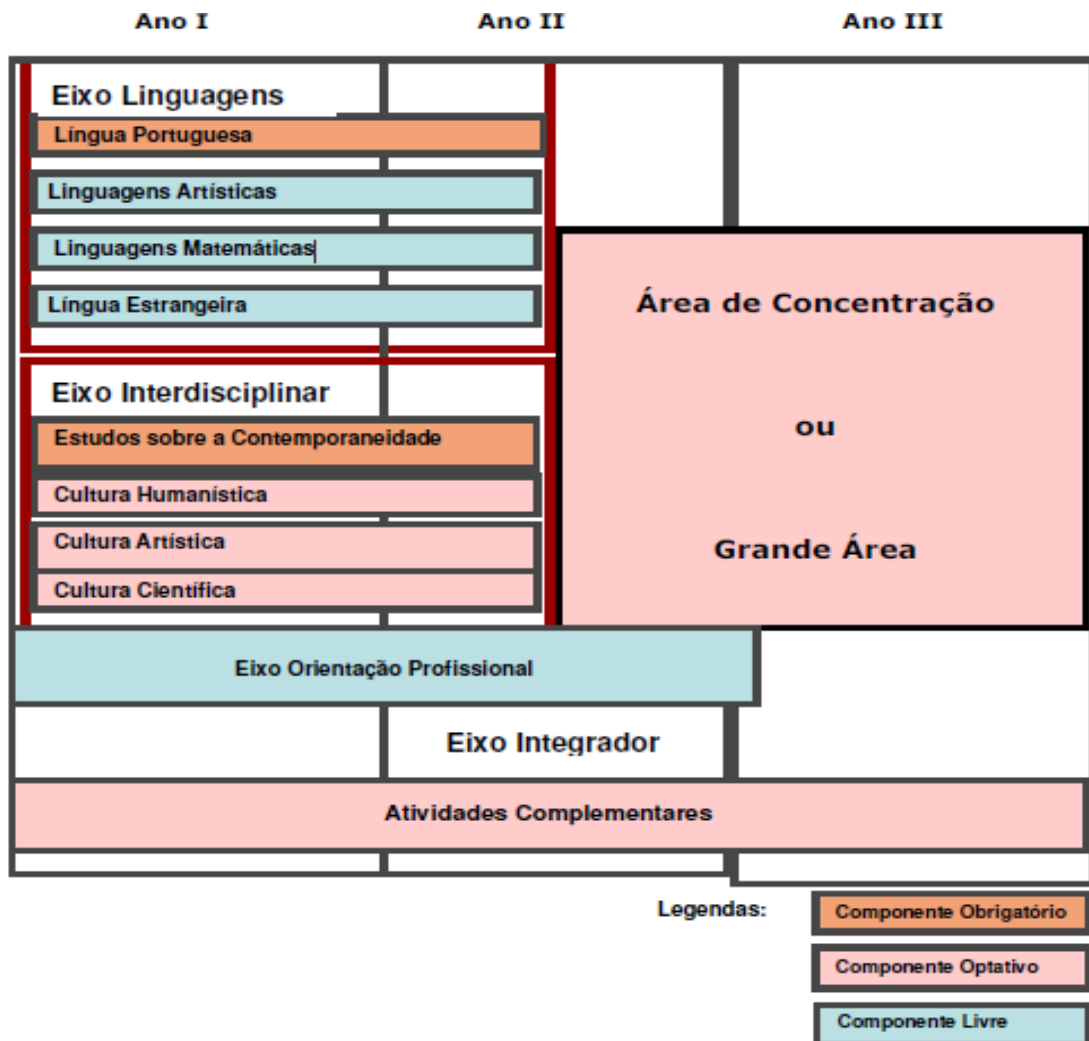 Ano I
Ano II
Ano III
Eixo Linguagens
Língua Portuguesa
Linguagens Artísticas
Linguagens Matemáticas
Língua Estrangeira
Área de Concentração
ou
Grande Área
Eixo Interdisciplinar
Estudos sobre a Contemporaneidade
Cultura Humanística
Cultura Artística
Cultura Científica
Eixo Orientação Profissional
Eixo Integrador
Atividades Complementares
Legendas:
Componente Obrigatório
Componente Optativo
Componente Livre